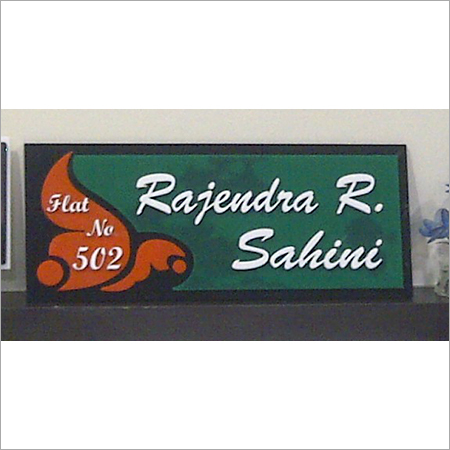 Flat
No
502
Rajendra R.
Sahini